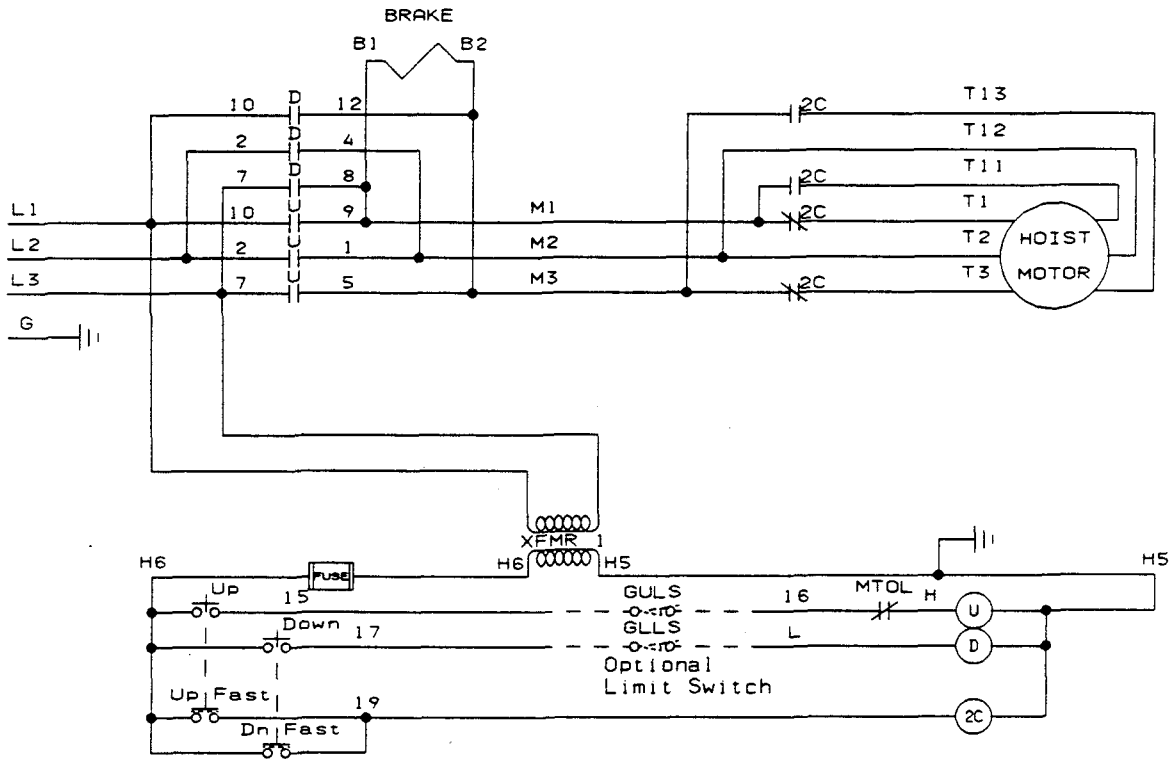 BRAKE
B1 B2
10 D 12 2C T13
2 D 4 T12
7 D 8 2C T11
L1 10 U 9 M1 2C T1
L2 2 U 1 M2 T2 HOIST
L3 7 U 5 M3 2C T3 MOTOR
G
XFMR 1
H6 FUSE H6 H5 H5
Up 15 GULS 16 MTOL H U
Down 17 GLLS L D
Optional
Limit Switch
Up Fast 19 2C
Dn Fast